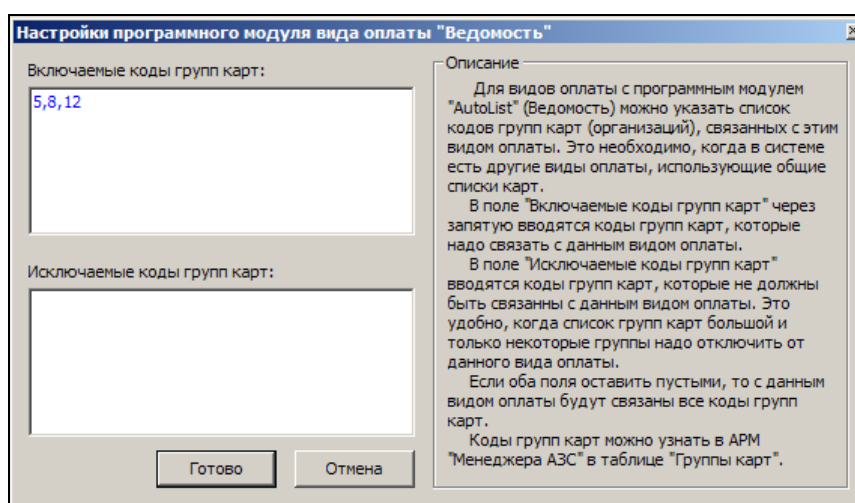 Настройки программного модуля вида оплаты "Ведомость"
Включаемые коды групп карт:
5,8,12
Исключаемые коды групп карт:
Готово
Отмена
Описание
Для видов оплаты с программным модулем
"AutoList" (Ведомость) можно указать список
кодов групп карт (организаций), связанных с этим
видом оплаты. Это необходимо, когда в системе
есть другие виды оплаты, использующие общие
списки карт.
В поле "Включаемые коды групп карт" через
запятую вводятся коды групп карт, которые
надо связать с данным видом оплаты.
В поле "Исключаемые коды групп карт"
вводятся коды групп карт, которые не должны
быть связанны с данным видом оплаты. Это
удобно, когда список групп карт большой и
только некоторые группы надо отключить от
данного вида оплаты.
Если оба поля оставить пустыми, то с данным
видом оплаты будут связаны все коды групп
карт.
Коды групп карт можно узнать в АРМ
"Менеджера АЗС" в таблице "Группы карт".